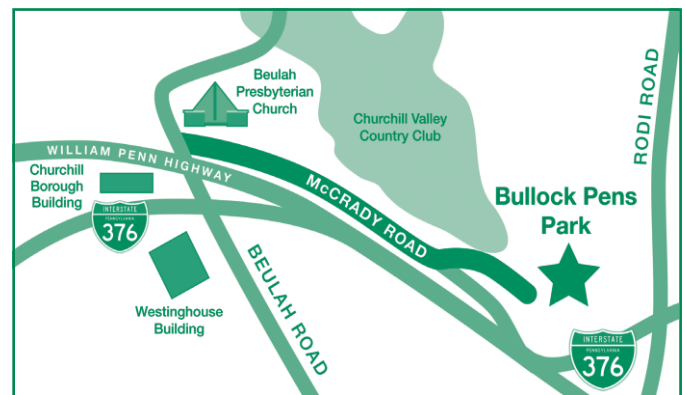 Beulah
Presbyterian
Church
Churchill Valley
Country Club
RODI ROAD
WILLIAM PENN HIGHWAY
Churchill
Borough
Building
McCRADY ROAD
Bullock Pens
Park
INTERSTATE
PENNSYLVANIA
376
BEULAH ROAD
Westinghouse
Building
INTERSTATE
PENNSYLVANIA
376